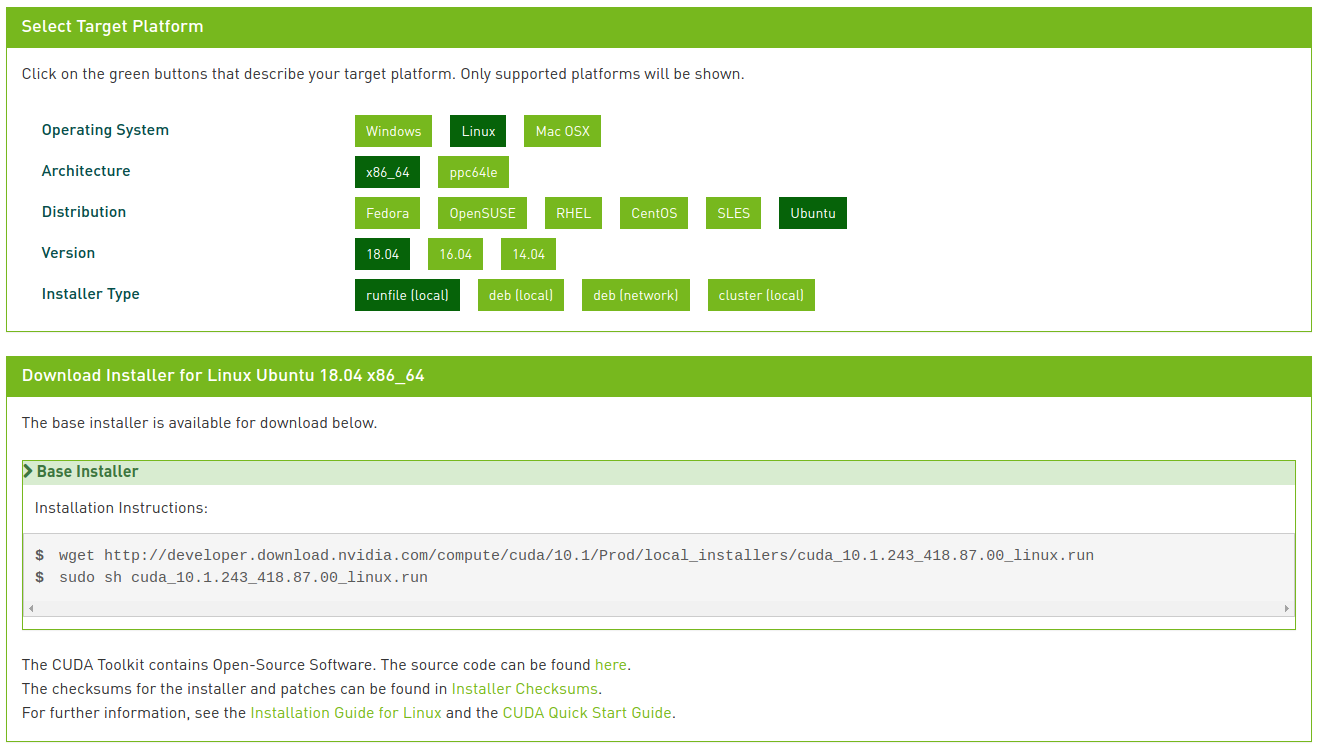 Select Target Platform
Click on the green buttons that describe your target platform. Only supported platforms will be shown.
Operating System Windows Linux Mac OSX
Architecture x86_64 ppc64le
Distribution Fedora OpenSUSE RHEL CentOS SLES Ubuntu
Version 18.04 16.04 14.04
Installer Type runfile (local) deb (local) deb (network) cluster (local)
Download Installer for Linux Ubuntu 18.04 x86_64
The base installer is available for download below.
Base Installer
Installation Instructions:
$ wget http://developer.download.nvidia.com/compute/cuda/10.1/Prod/local_installers/cuda_10.1.243_418.87.00_linux.run
$ sudo sh cuda_10.1.243_418.87.00_linux.run
The CUDA Toolkit contains Open-Source Software. The source code can be found here.
The checksums for the installer and patches can be found in Installer Checksums.
For further information, see the Installation Guide for Linux and the CUDA Quick Start Guide.